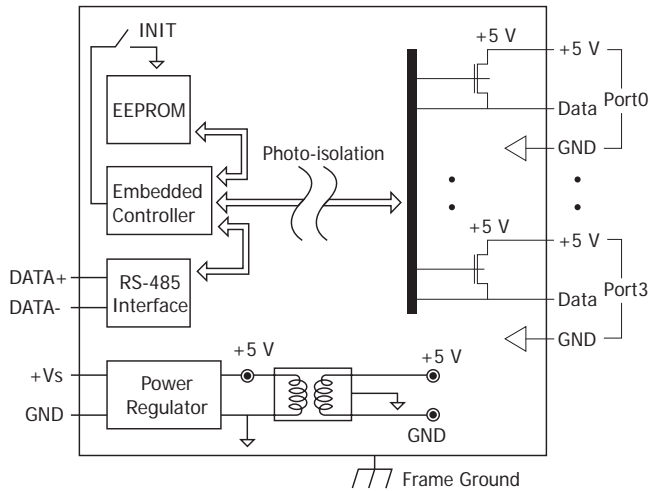 INIT
+5 V
+5 V
EEPROM
Data
Port0
Photo-isolation
GND
Embedded
Controller
+5 V
+5 V
DATA+
RS-485
Interface
DATA-
Data
Port3
GND
+5 V
+5 V
+Vs
Power
Regulator
GND
GND
Frame Ground